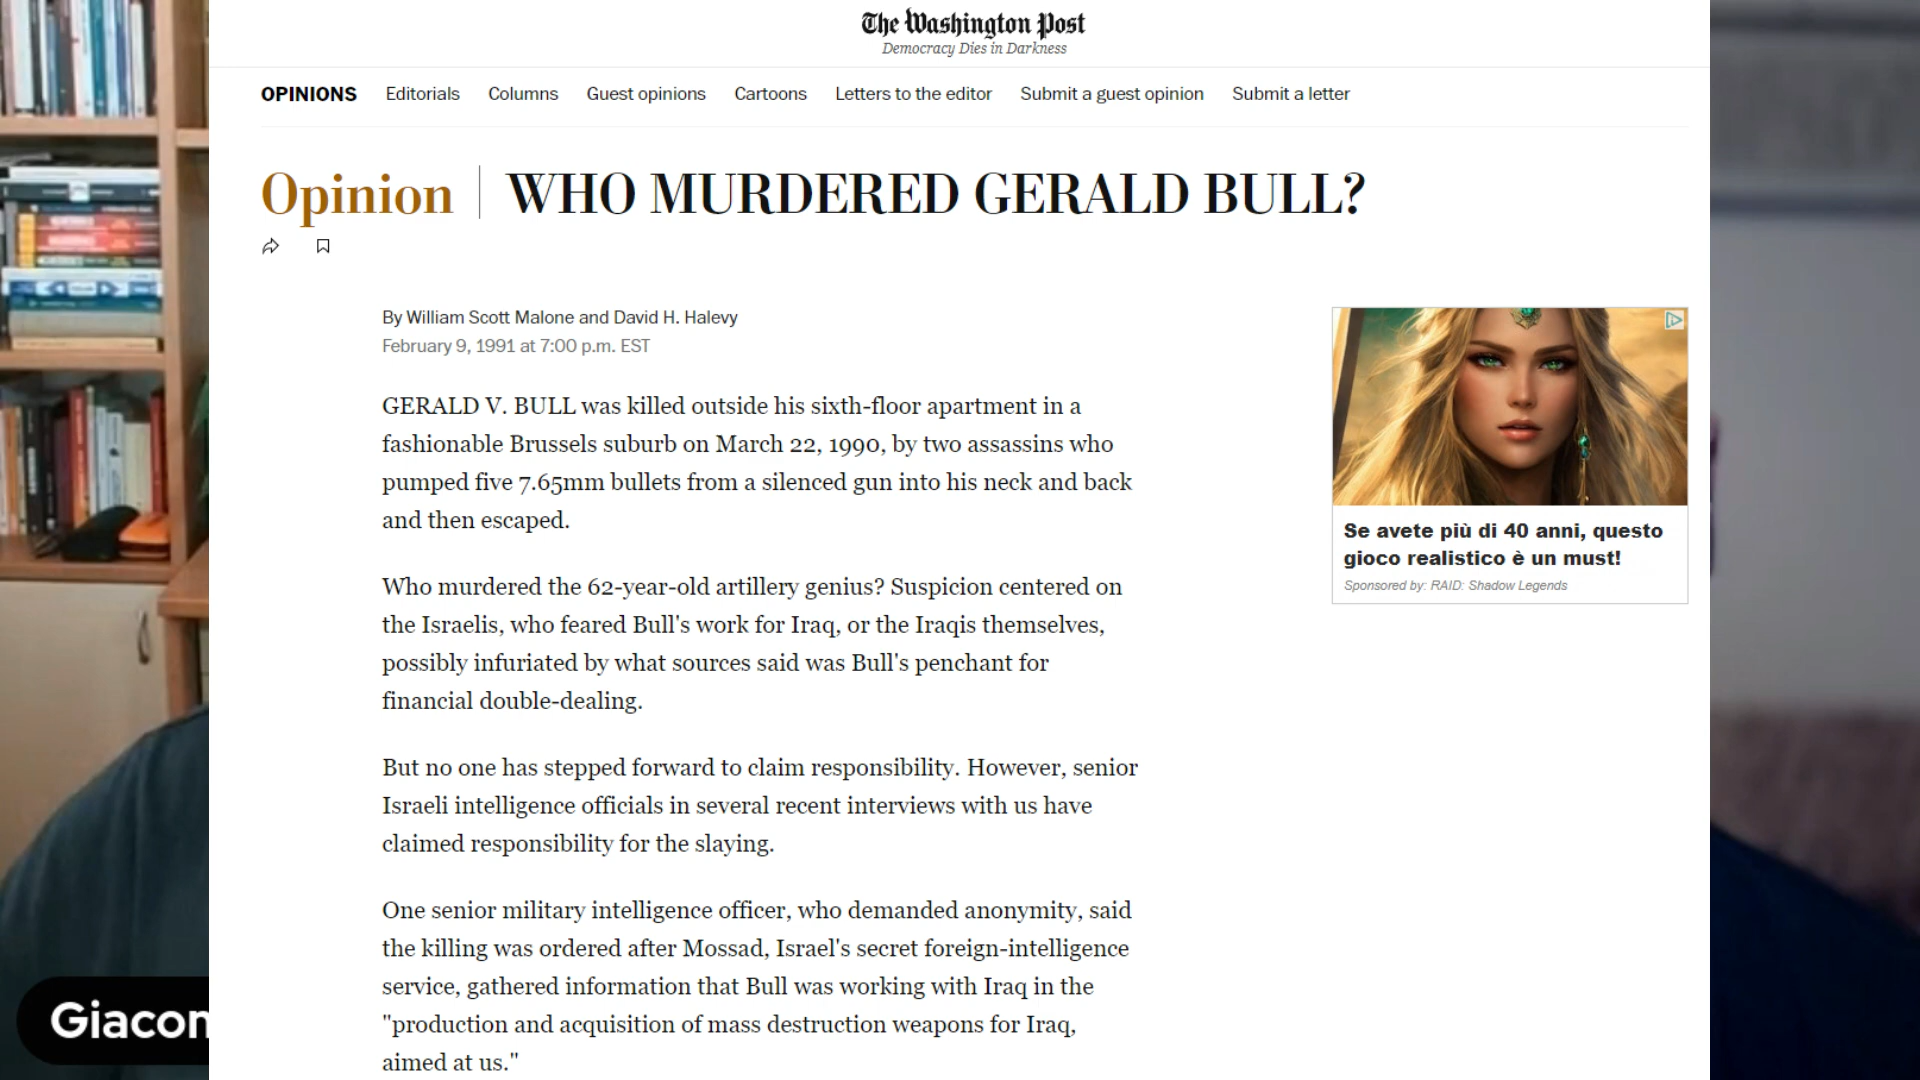 The Washington Post
Democracy Dies in Darkness
OPINIONS Editorials Columns Guest opinions Cartoons Letters to the editor Submit a guest opinion Submit a letter
Opinion WHO MURDERED GERALD BULL?
By William Scott Malone and David H. Halevy
February 9, 1991 at 7:00 p.m. EST
GERALD V. BULL was killed outside his sixth-floor apartment in a
fashionable Brussels suburb on March 22, 1990, by two assassins who
pumped five 7.65mm bullets from a silenced gun into his neck and back
and then escaped.
Who murdered the 62-year-old artillery genius? Suspicion centered on
the Israelis, who feared Bull's work for Iraq, or the Iraqis themselves,
possibly infuriated by what sources said was Bull's penchant for
financial double-dealing.
But no one has stepped forward to claim responsibility. However, senior
Israeli intelligence officials in several recent interviews with us have
claimed responsibility for the slaying.
One senior military intelligence officer, who demanded anonymity, said
the killing was ordered after Mossad, Israel's secret foreign-intelligence
service, gathered information that Bull was working with Iraq in the
"production and acquisition of mass destruction weapons for Iraq,
aimed at us."
Se avete più di 40 anni, questo
gioco realistico è un must!
Sponsored by: RAID: Shadow Legends
Giacom